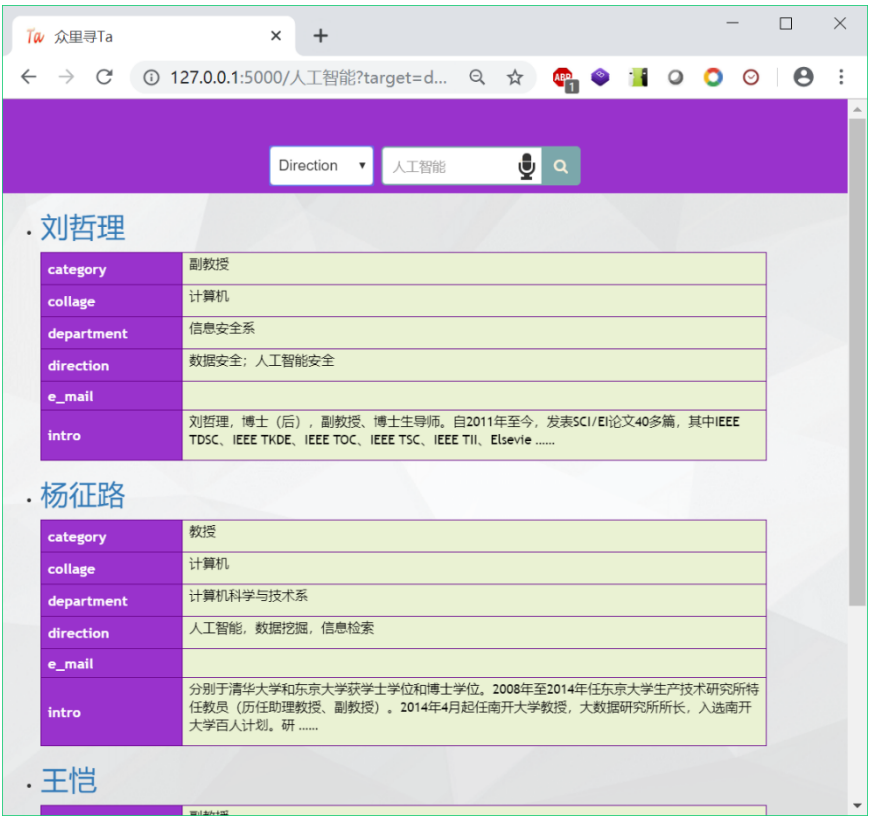 Ta 众里寻Ta
127.0.0.1:5000/人工智能?target=d...
ABP
1
Direction 人工智能
刘哲理
category 副教授
collage 计算机
department 信息安全系
direction 数据安全；人工智能安全
e_mail
intro 刘哲理，博士（后）, 副教授、博士生导师。自2011年至今，发表SCI/EI论文40多篇，其中IEEE
TDSC、IEEE TKDE、IEEE TOC、IEEE TSC、IEEE TII、Elsevie ......
杨征路
category 教授
collage 计算机
department 计算机科学与技术系
direction 人工智能，数据挖掘，信息检索
e_mail
intro 分别于清华大学和东京大学获学士学位和博士学位。2008年至2014年任东京大学生产技术研究所特
任教员（历任助理教授、副教授）。2014年4月起任南开大学教授，大数据研究所所长，入选南开
大学百人计划。研 ......
王恺
副教授